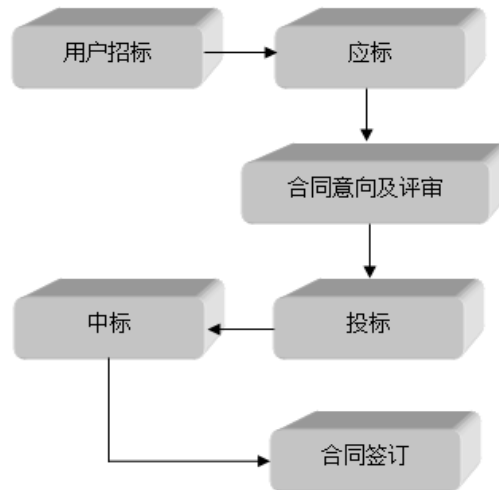 用户招标
应标
合同意向及评审
投标
中标
合同签订